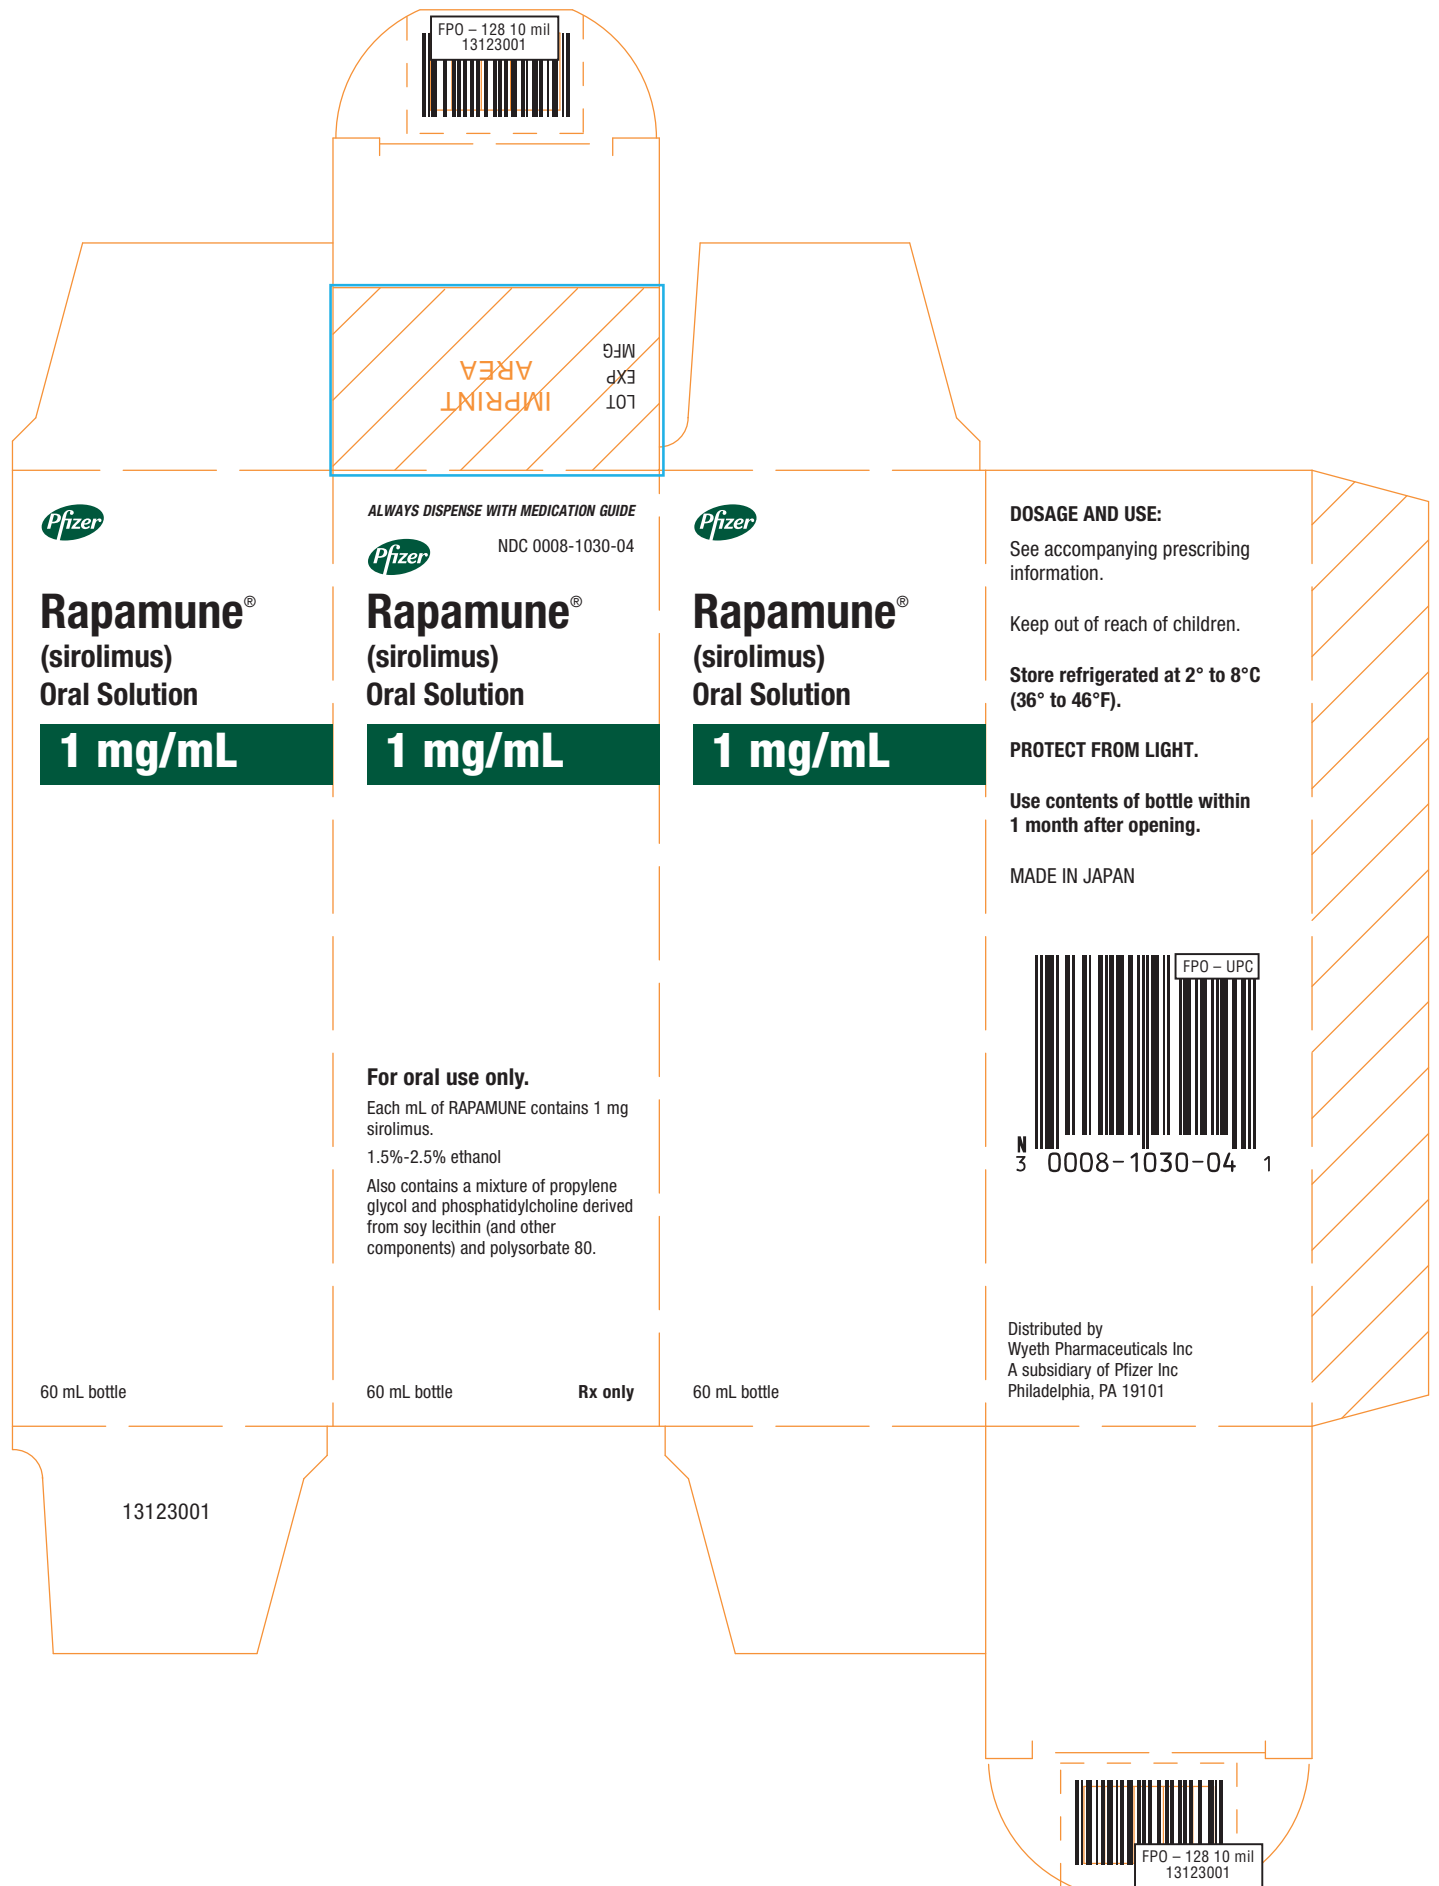 FPO – 128 10 mil
13123001
LOT
EXP
MFG
IMPRINT
AREA
Pfizer
Rapamune®
(sirolimus)
Oral Solution
1 mg/mL
60 mL bottle
13123001
ALWAYS DISPENSE WITH MEDICATION GUIDE
Pfizer
NDC 0008-1030-04
Rapamune®
(sirolimus)
Oral Solution
1 mg/mL
For oral use only.
Each mL of RAPAMUNE contains 1 mg
sirolimus.
1.5%-2.5% ethanol
Also contains a mixture of propylene
glycol and phosphatidylcholine derived
from soy lecithin (and other
components) and polysorbate 80.
60 mL bottle
Rx only
Pfizer
Rapamune®
(sirolimus)
Oral Solution
1 mg/mL
60 mL bottle
DOSAGE AND USE:
See accompanying prescribing
information.
Keep out of reach of children.
Store refrigerated at 2° to 8°C
(36° to 46°F).
PROTECT FROM LIGHT.
Use contents of bottle within
1 month after opening.
MADE IN JAPAN
FPO – UPC
N
3 0008-1030-04 1
Distributed by
Wyeth Pharmaceuticals Inc
A subsidiary of Pfizer Inc
Philadelphia, PA 19101
FPO – 128 10 mil
13123001